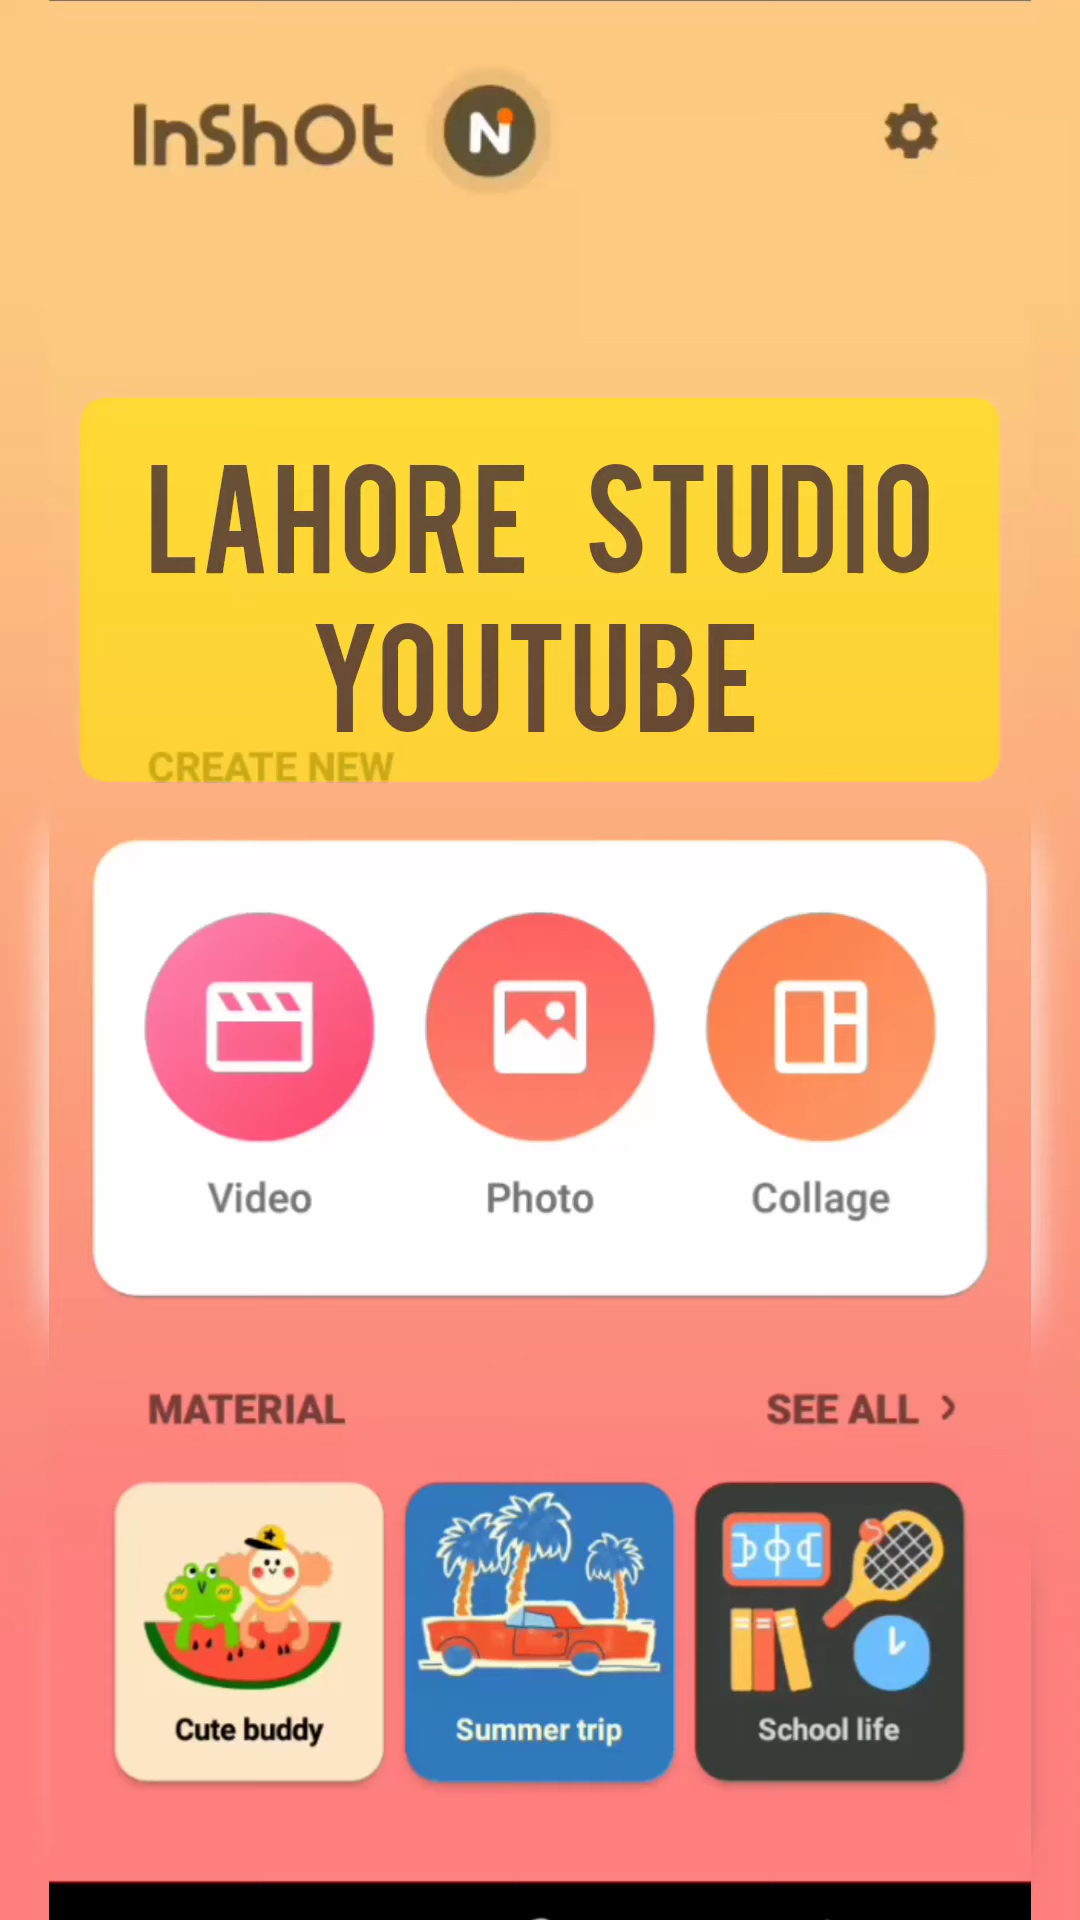 InShOt N
LAHORE STUDIO
YOUTUBE
CREATE NEW
Video Photo Collage
MATERIAL SEE ALL
Cute buddy Summer trip School life